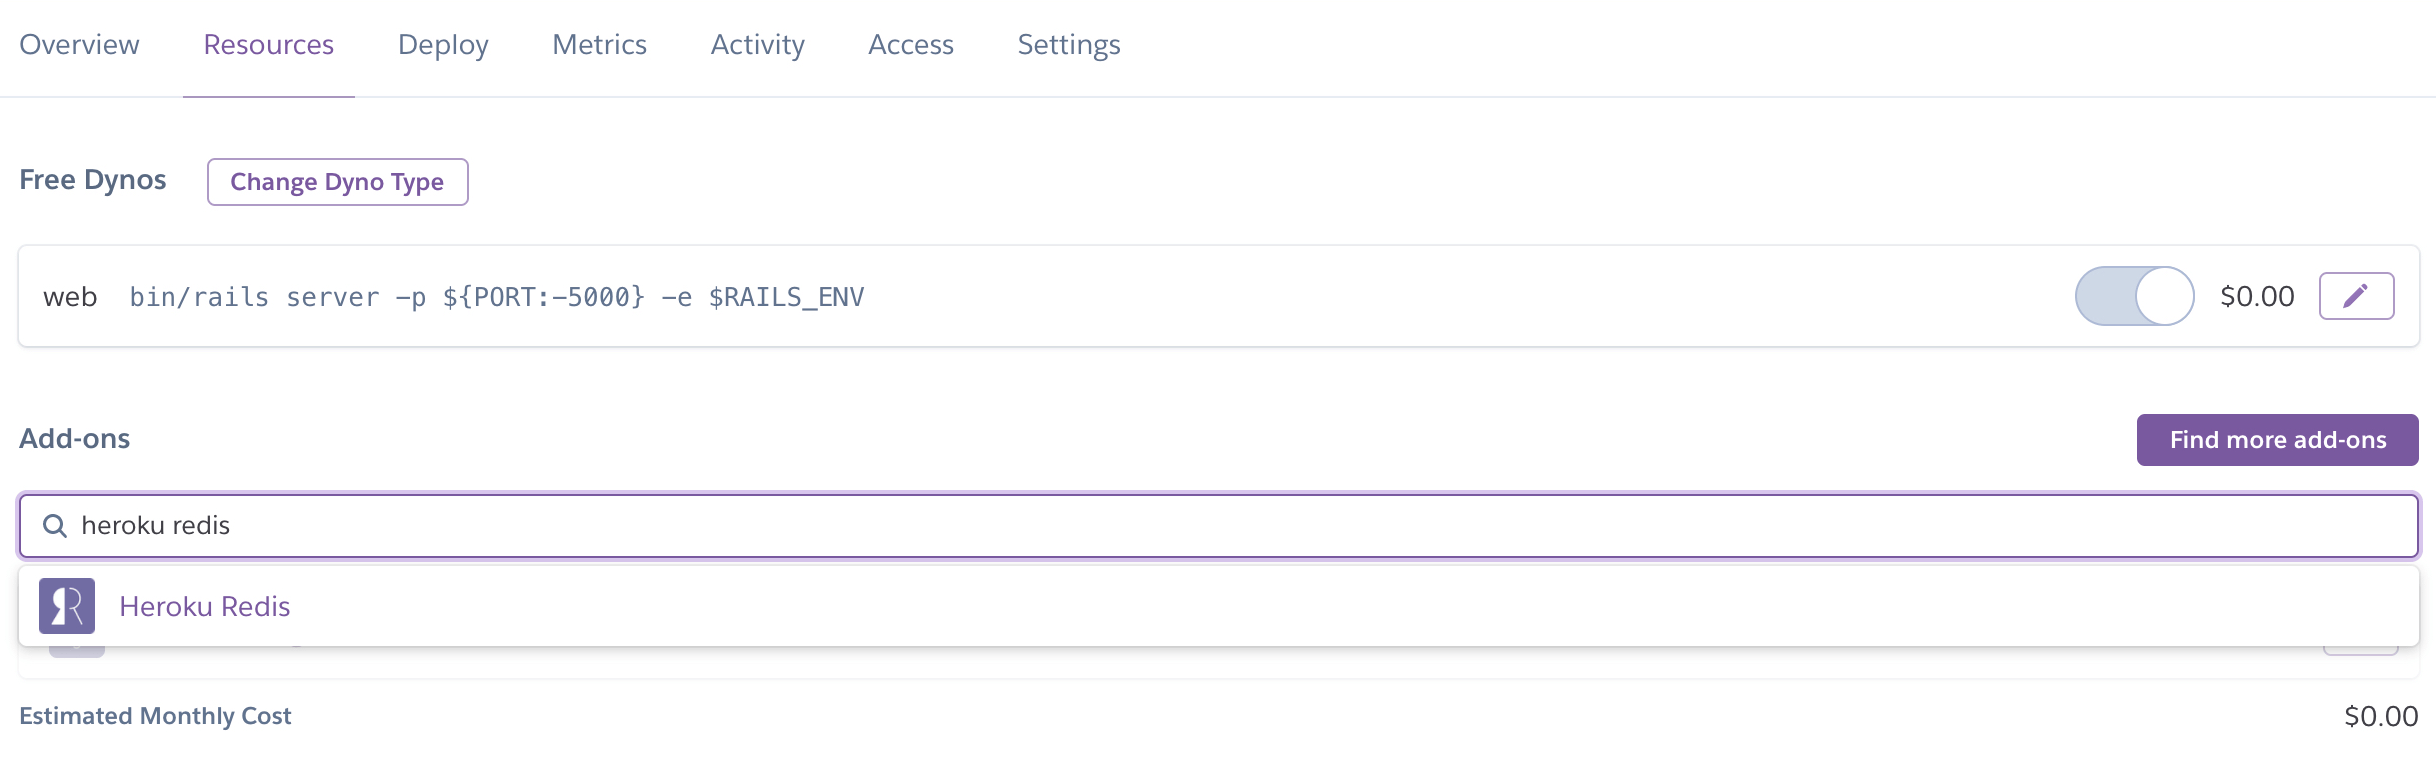 Overview Resources Deploy Metrics Activity Access Settings
Free Dynos Change Dyno Type
web bin/rails server -p ${PORT:-5000} -e $RAILS_ENV $0.00
Add-ons Find more add-ons
heroku redis
Heroku Redis
Estimated Monthly Cost $0.00